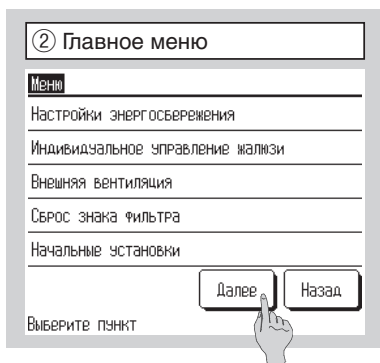 ② Главное меню
Меню
Настройки энергосбережения
Индивидуальное управление жалюзи
Внешняя вентиляция
Сброс знака фильтра
Начальные установки
Далее Назад
Выберите пункт